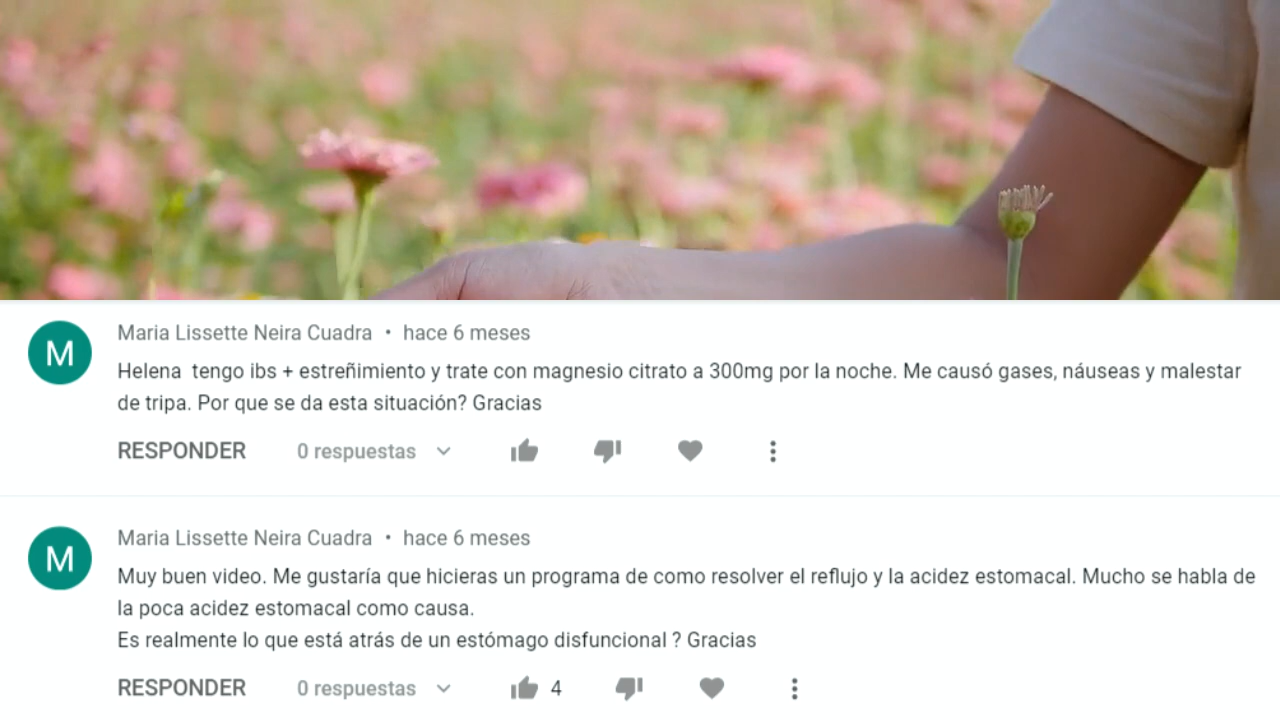 M
Maria Lissette Neira Cuadra • hace 6 meses
Helena tengo ibs + estreñimiento y trate con magnesio citrato a 300mg por la noche. Me causó gases, náuseas y malestar
de tripa. Por que se da esta situación? Gracias
RESPONDER 0 respuestas
M
Maria Lissette Neira Cuadra • hace 6 meses
Muy buen video. Me gustaría que hicieras un programa de como resolver el reflujo y la acidez estomacal. Mucho se habla de
la poca acidez estomacal como causa.
Es realmente lo que está atrás de un estómago disfuncional ? Gracias
RESPONDER 0 respuestas 4